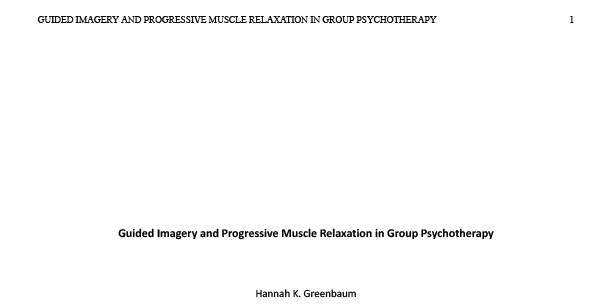 GUIDED IMAGERY AND PROGRESSIVE MUSCLE RELAXATION IN GROUP PSYCHOTHERAPY 1
Guided Imagery and Progressive Muscle Relaxation in Group Psychotherapy
Hannah K. Greenbaum